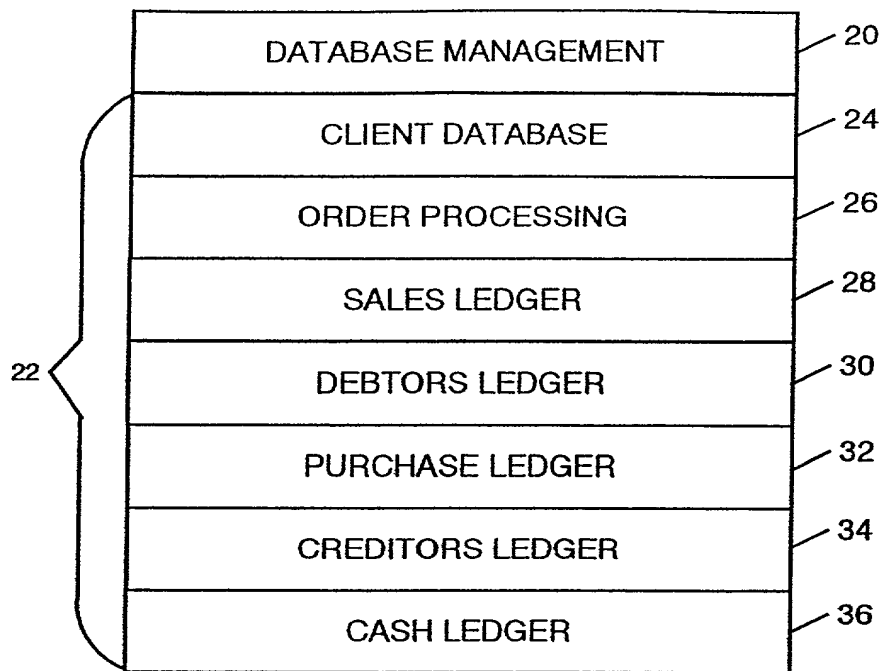 DATABASE MANAGEMENT 20
CLIENT DATABASE 24
ORDER PROCESSING 26
SALES LEDGER 28
22
DEBTORS LEDGER 30
PURCHASE LEDGER 32
CREDITORS LEDGER 34
CASH LEDGER 36